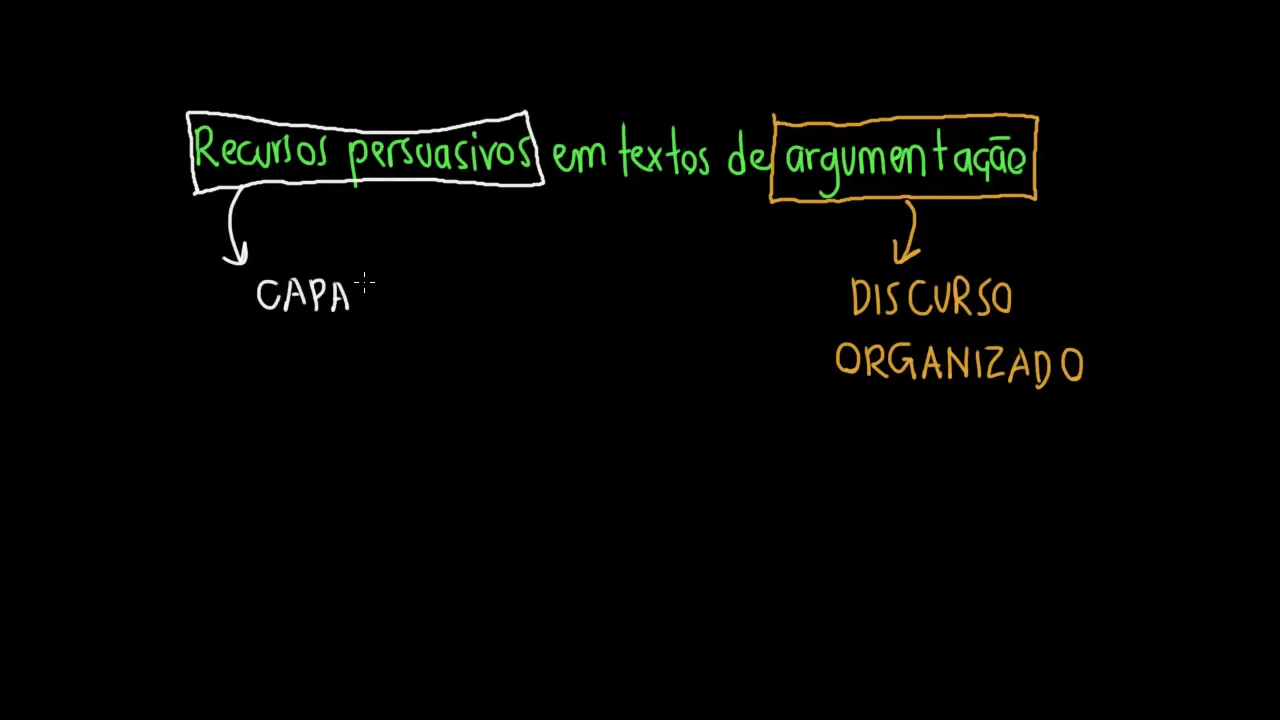 Recursos persuasivos em textos de argumentação
CAPA
DISCURSO
ORGANIZADO